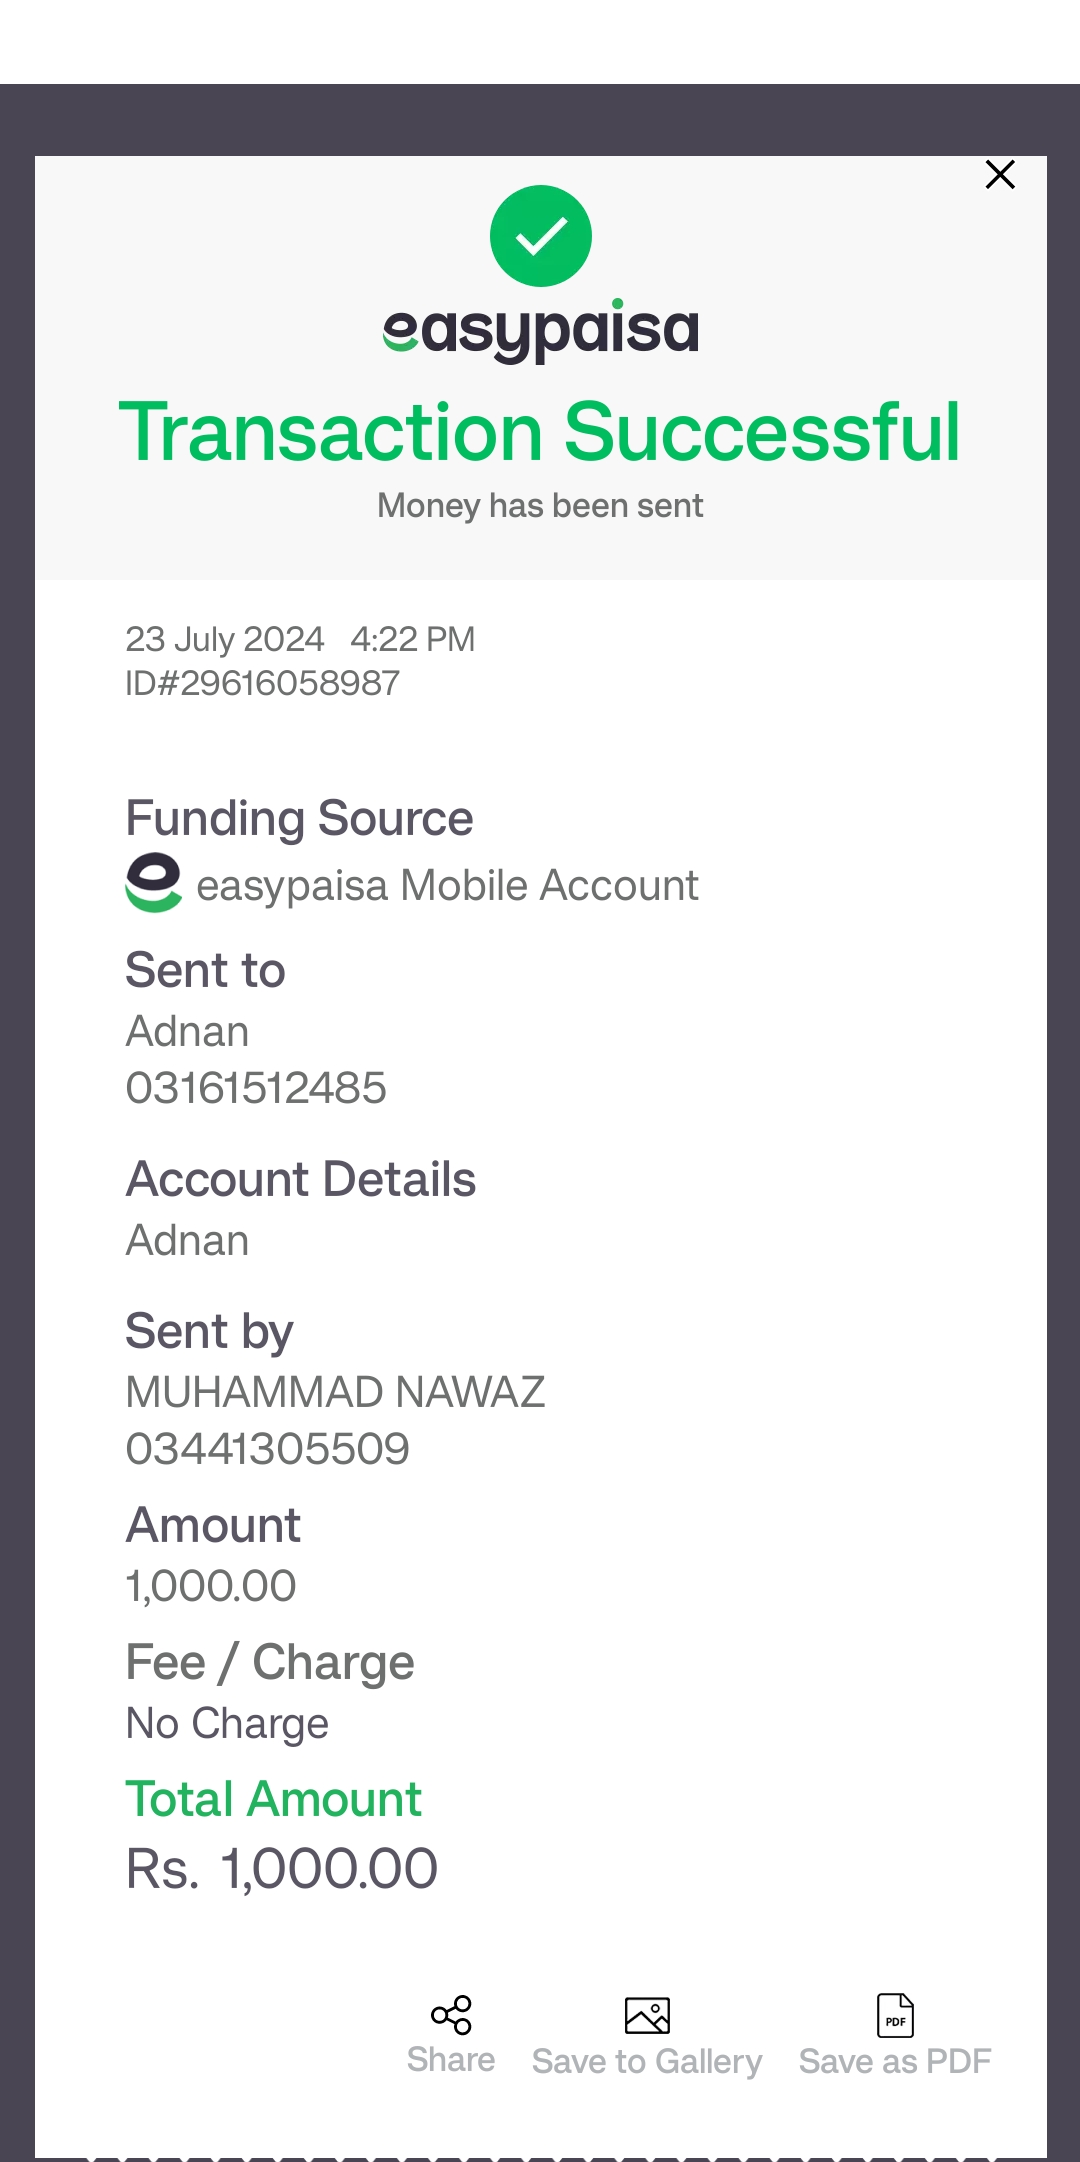 easypaisa
Transaction Successful
Money has been sent
23 July 2024 4:22 PM
ID#29616058987
Funding Source
easypaisa Mobile Account
Sent to
Adnan
03161512485
Account Details
Adnan
Sent by
MUHAMMAD NAWAZ
03441305509
Amount
1,000.00
Fee / Charge
No Charge
Total Amount
Rs. 1,000.00
PDF
Share Save to Gallery Save as PDF